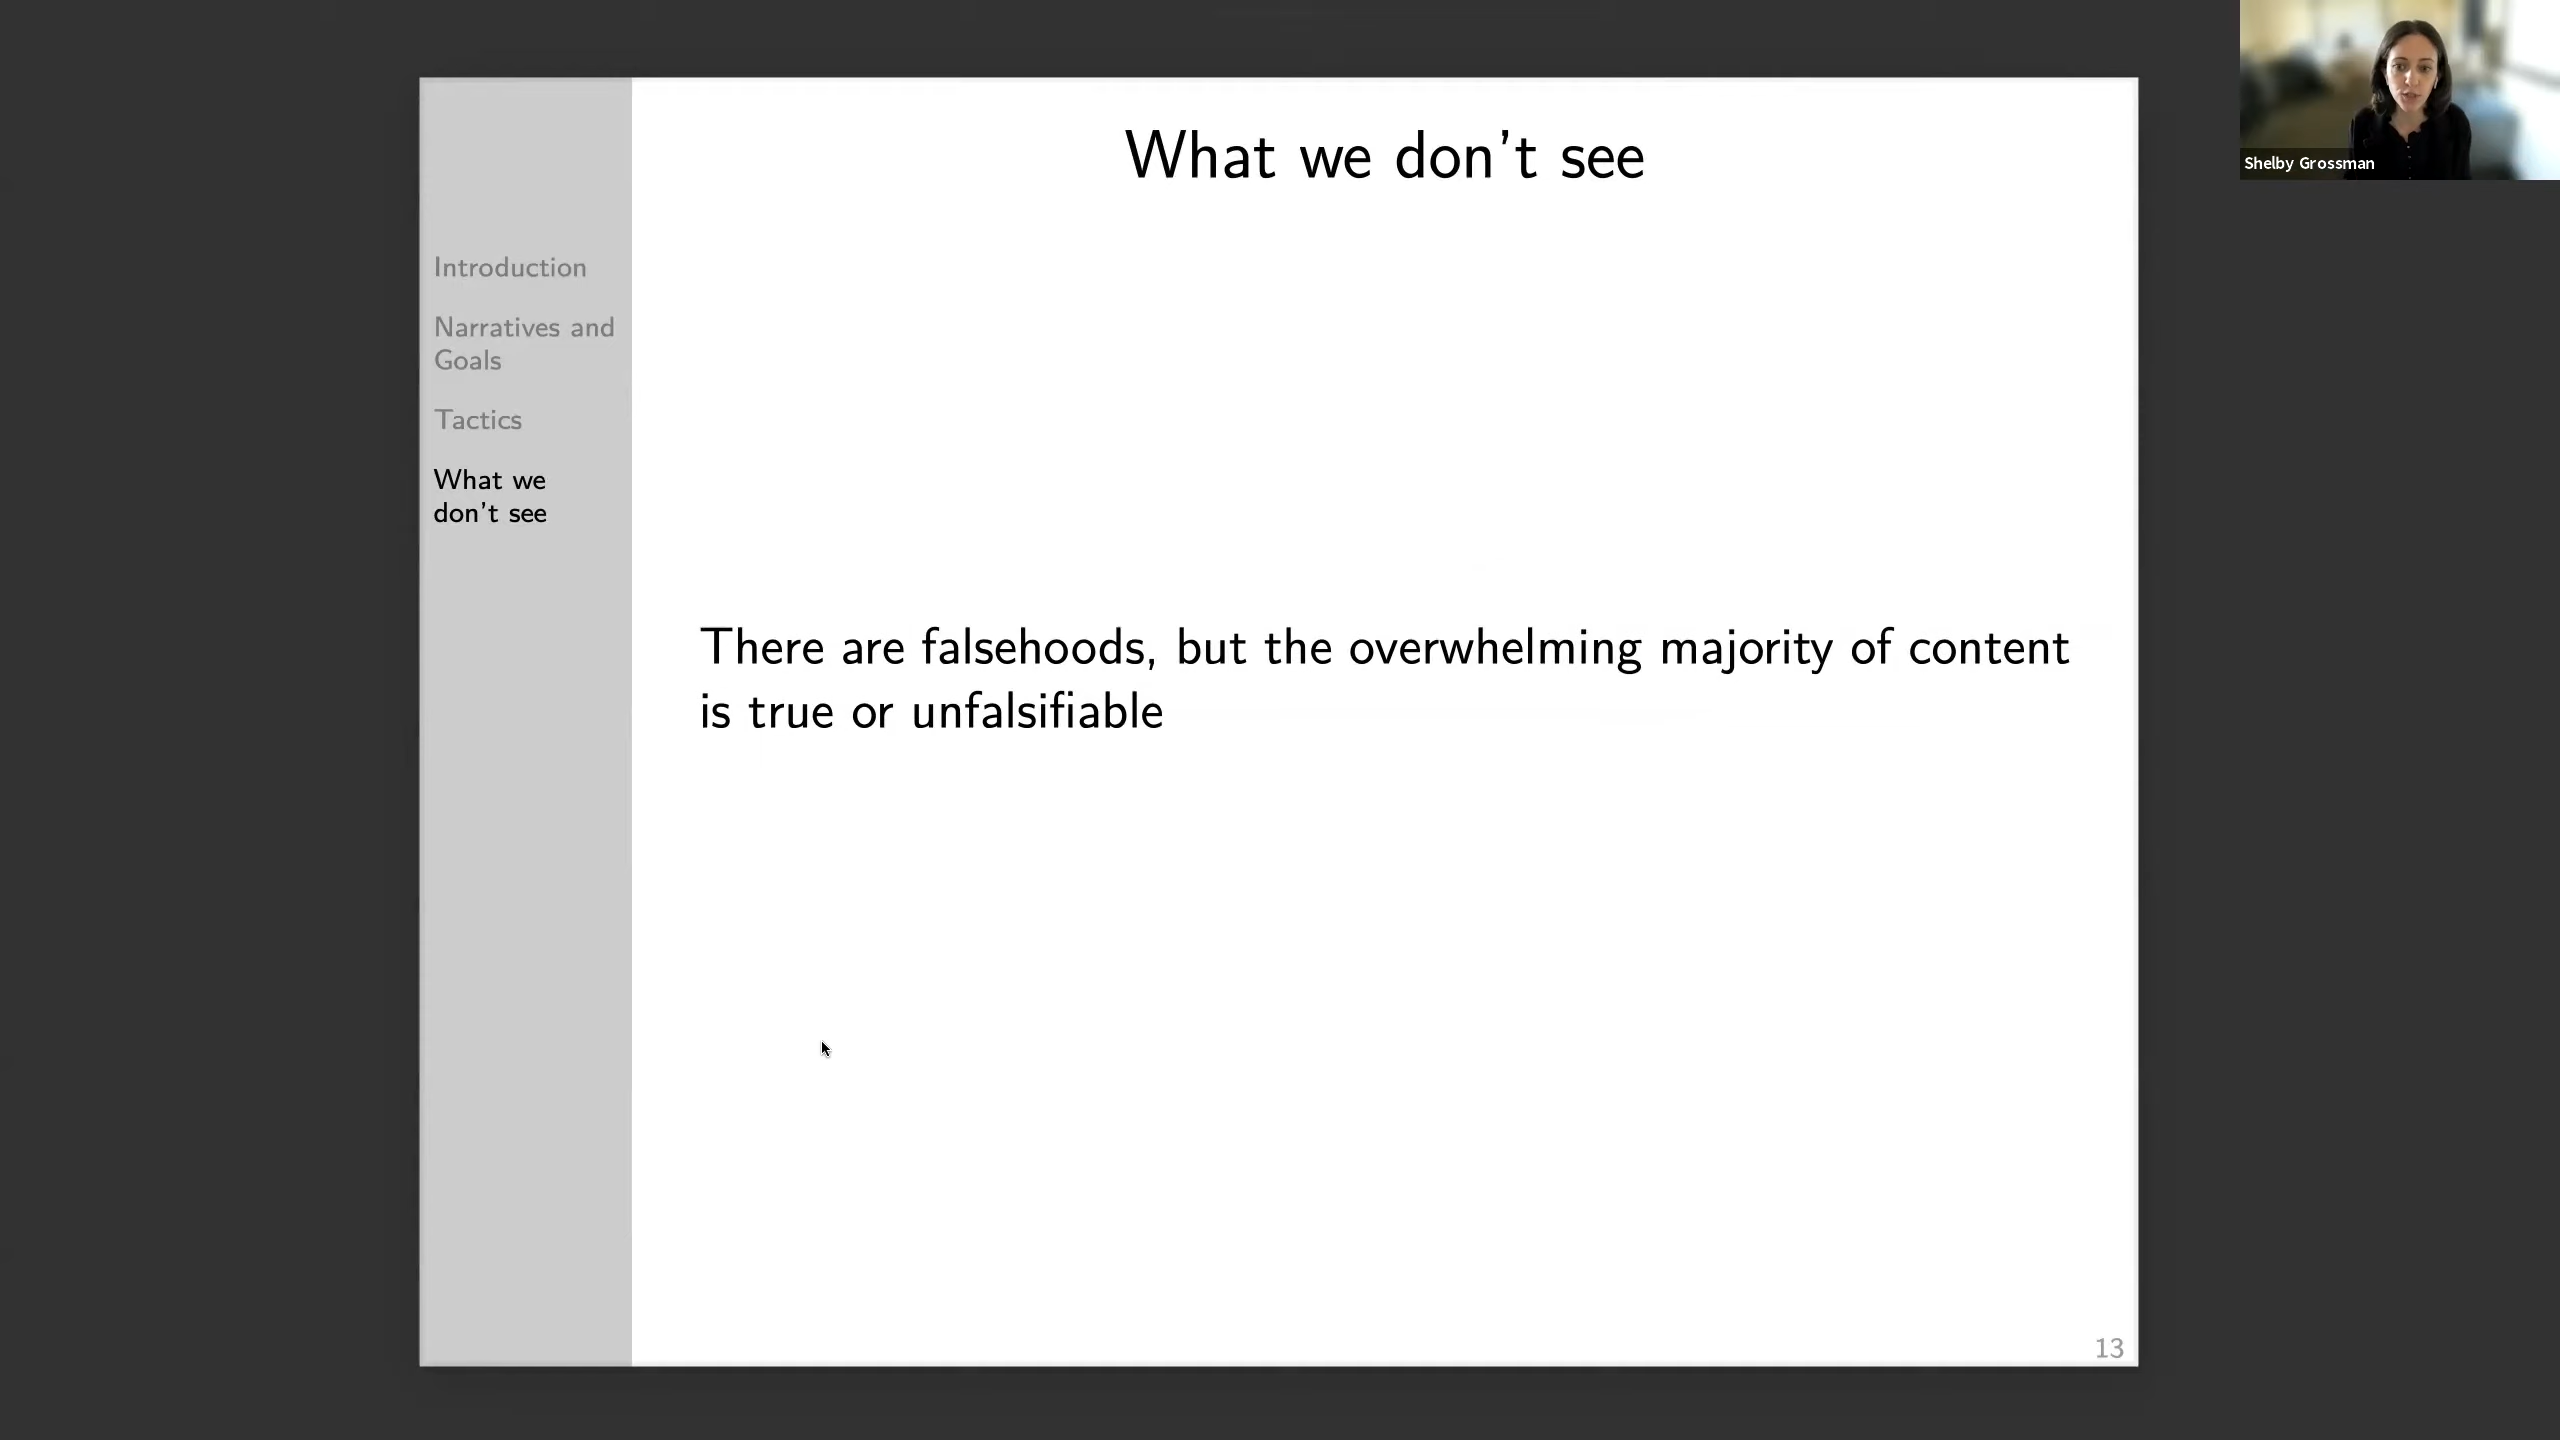 What we don't see
Introduction
Narratives and
Goals
Tactics
What we
don't see
There are falsehoods, but the overwhelming majority of content
is true or unfalsifiable
13
Shelby Grossman